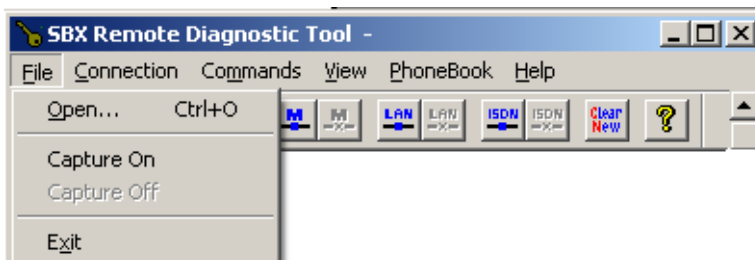 SBX Remote Diagnostic Tool -
File Connection Commands View PhoneBook Help
Open... Ctrl+O
M M LAN LAN ISDN ISDN Clear New ?
Capture On
Capture Off
Exit